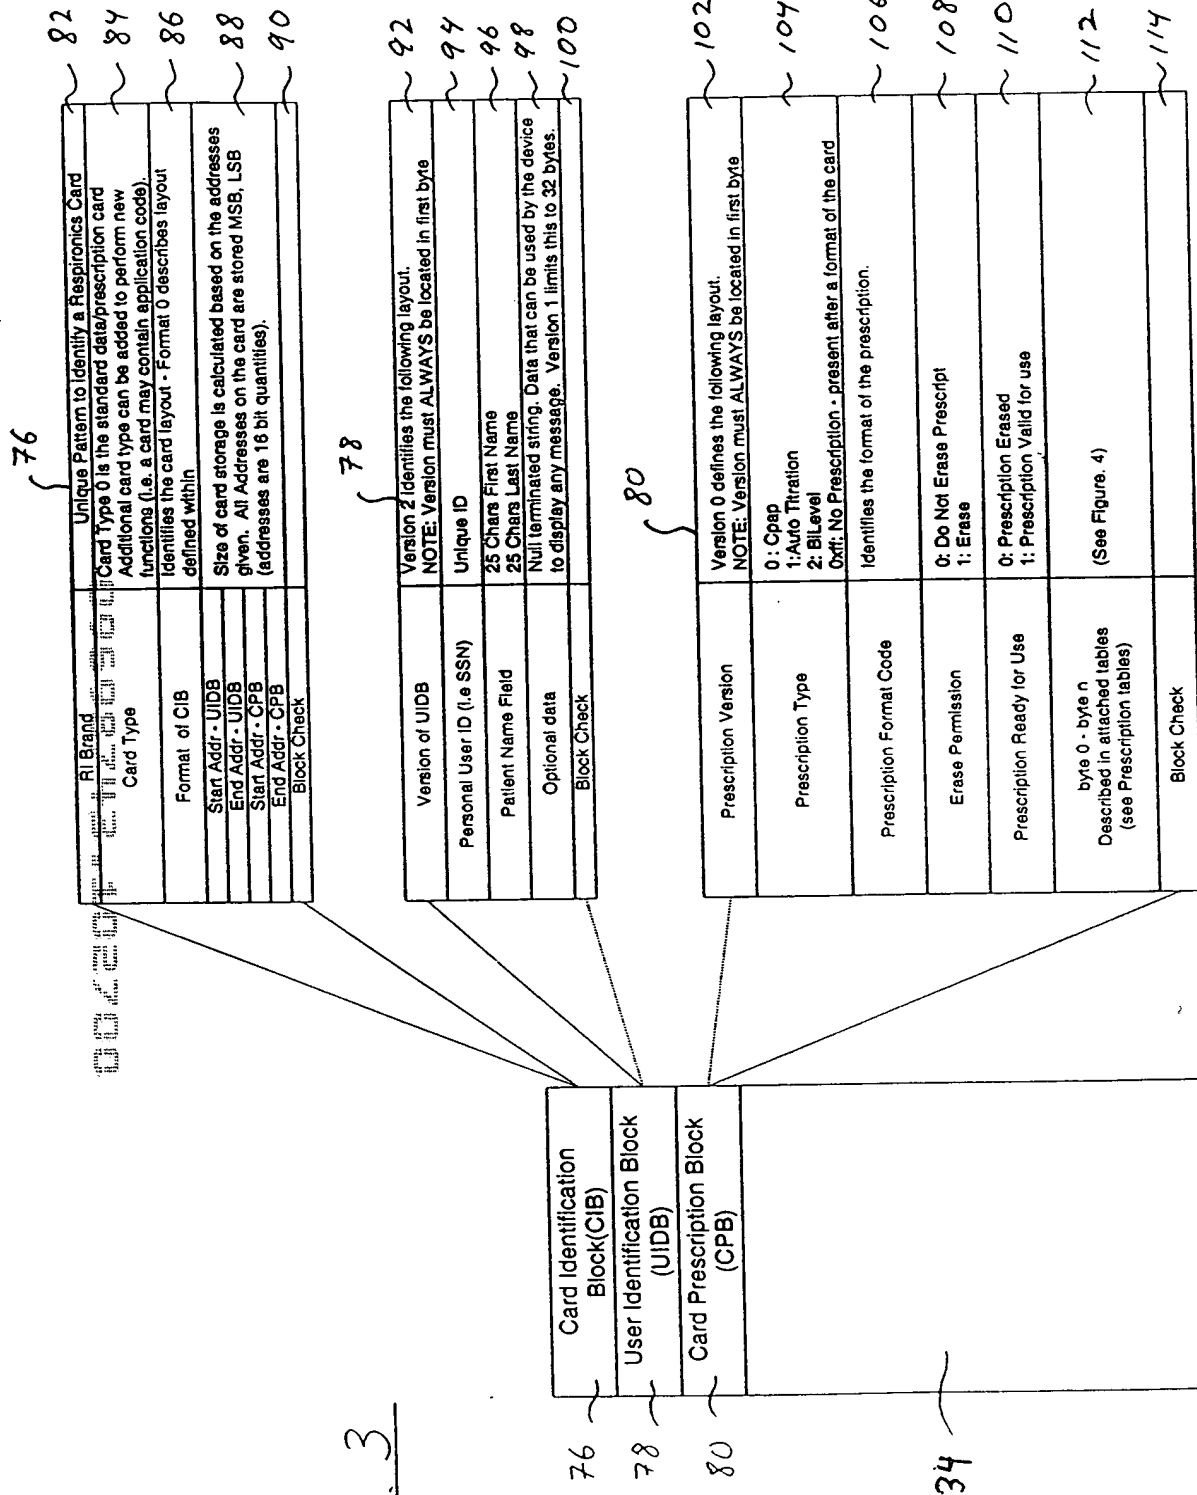 76
RI Brand
Unique Pattern to Identify a Respironics Card
82
Card Type
Card Type 0 is the standard data/prescription card
Additional card type can be added to perform new
functions (i.e. a card may contain application code).
84
Format of CIB
Identifies the card layout - Format 0 describes layout
defined within
86
Start Addr - UIDB
End Addr - UIDB
Start Addr - CPB
End Addr - CPB
Size of card storage is calculated based on the addresses
given. All Addresses on the card are stored MSB, LSB
(addresses are 16 bit quantities).
88
Block Check
90
78
Version of UIDB
Version 2 identifies the following layout.
NOTE: Version must ALWAYS be located in first byte
92
Personal User ID (i.e SSN)
Unique ID
94
Patient Name Field
25 Chars First Name
25 Chars Last Name
96
Optional data
Null terminated string. Data that can be used by the device
to display any message. Version 1 limits this to 32 bytes.
98
Block Check
100
80
Prescription Version
Version 0 defines the following layout.
NOTE: Version must ALWAYS be located in first byte
102
Prescription Type
0 : Cpap
1:Auto Titration
2: BiLevel
0xff: No Prescription - present after a format of the card
104
Prescription Format Code
Identifies the format of the prescription.
106
Erase Permission
0: Do Not Erase Prescript
1: Erase
108
Prescription Ready for Use
0: Prescription Erased
1: Prescription Valid for use
110
byte 0 - byte n
Described in attached tables
(see Prescription tables)
(See Figure. 4)
112
Block Check
114
Card Identification
Block(CIB)
76
User Identification Block
(UIDB)
78
Card Prescription Block
(CPB)
80
34
. 3